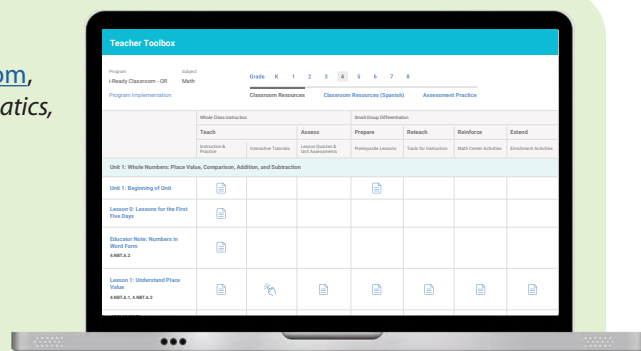 om,
atics,
Teacher Toolbox
Program Subject
i-Ready Classroom - OR Math
Grade K 1 2 3 4 5 6 7 8
Program Implementation Classroom Resources Classroom Resources (Spanish) Assessment Practice
Whole Class Instruction Small Group Differentiation
Teach Assess Prepare Reteach Reinforce Extend
Instruction & Practice Interactive Tutorials Lesson Quizzes & Unit Assessments Prerequisite Lessons Tools for Instruction Math Center Activities Enrichment Activities
Unit 1: Whole Numbers: Place Value, Comparison, Addition, and Subtraction
Unit 1: Beginning of Unit
Lesson 0: Lessons for the First
Five Days
Educator Note: Numbers in
Word Form
4.NBT.A.2
Lesson 1: Understand Place
Value
4.NBT.A.1, 4.NBT.A.2